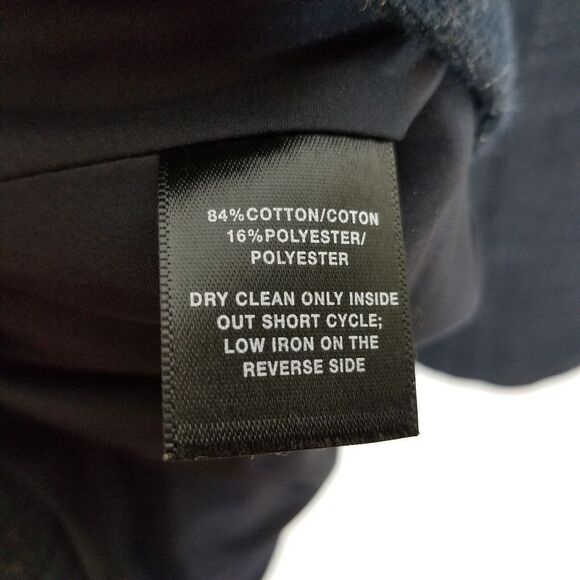 84%COTTON/COTON
16%POLYESTER/
POLYESTER
DRY CLEAN ONLY INSIDE
OUT SHORT CYCLE;
LOW IRON ON THE
REVERSE SIDE